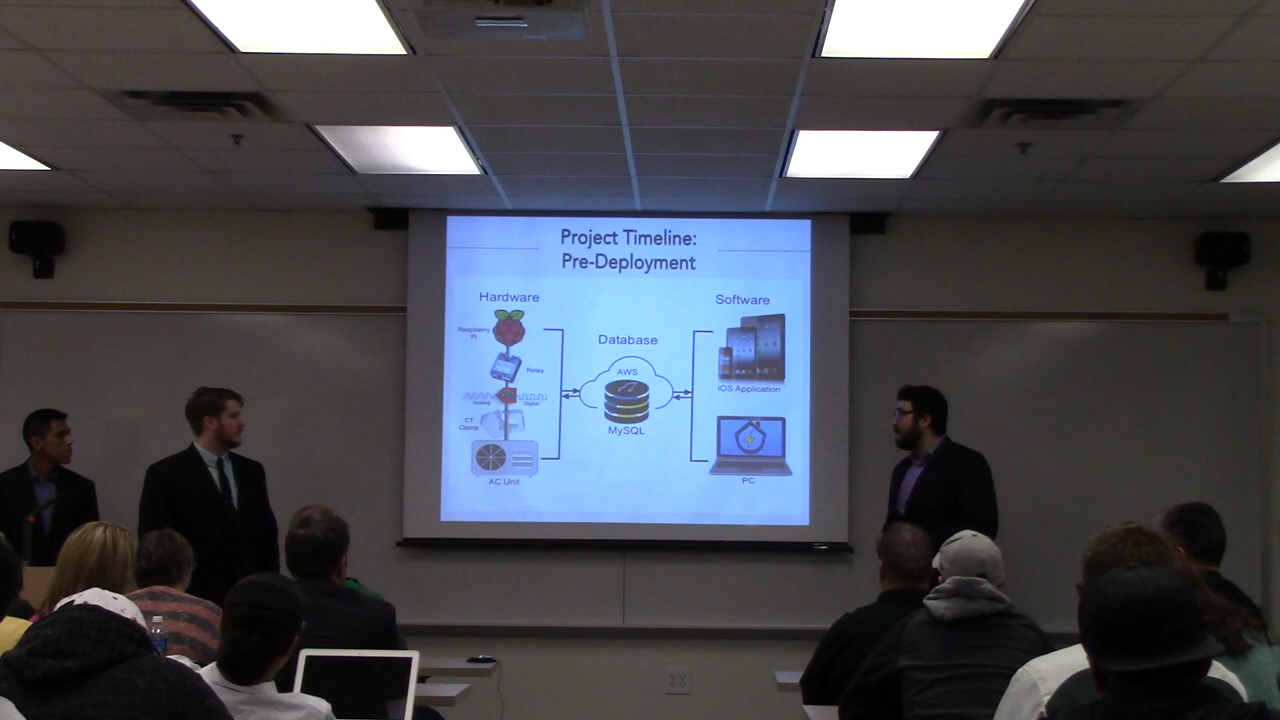 Project Timeline:
Pre-Deployment
Hardware
Software
Database
Raspberry
Pi
Relay
Analog
Digital
CT
Clamp
AC Unit
AWS
MySQL
iOS Application
PC